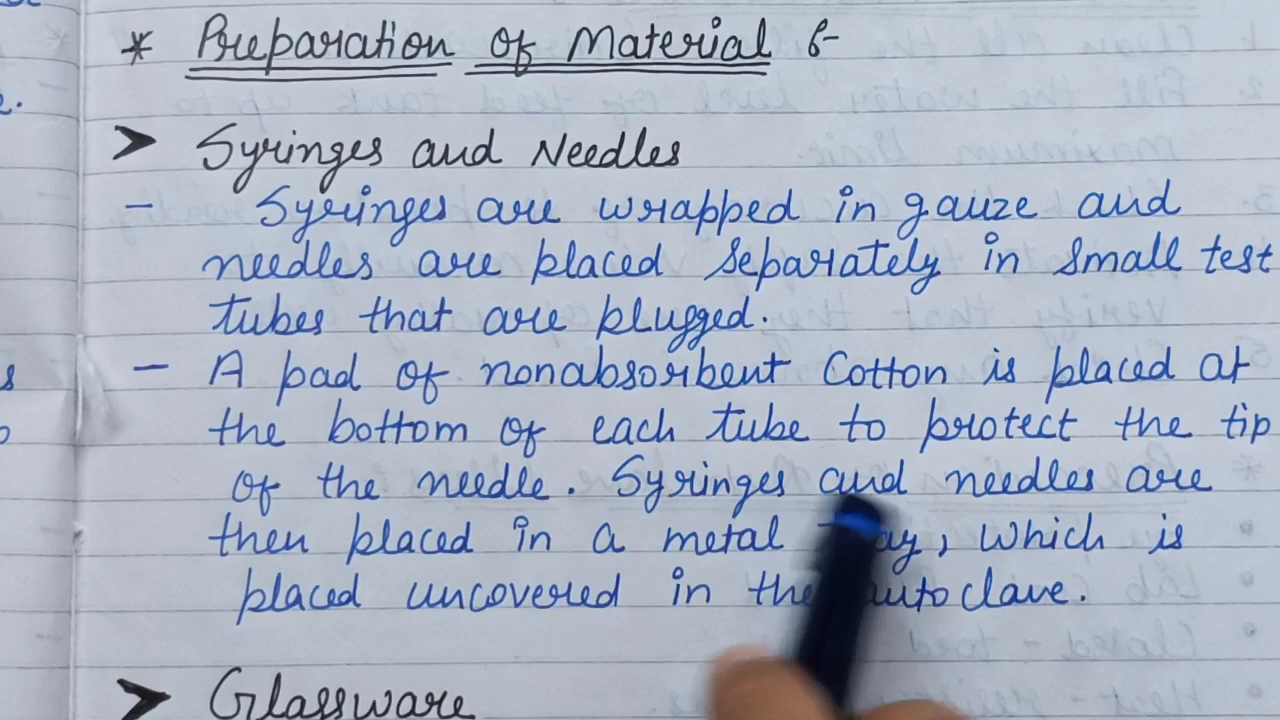 * Preparation of Material :-
> Syringes and Needles
- Syringes are wrapped in gauze and
needles are placed separately in small test
tubes that are plugged.
- A pad of nonabsorbent Cotton is placed at
the bottom of each tube to protect the tip
of the needle. Syringes and needles are
then placed in a metal which is
placed uncovered in the autoclave.
> Glassware